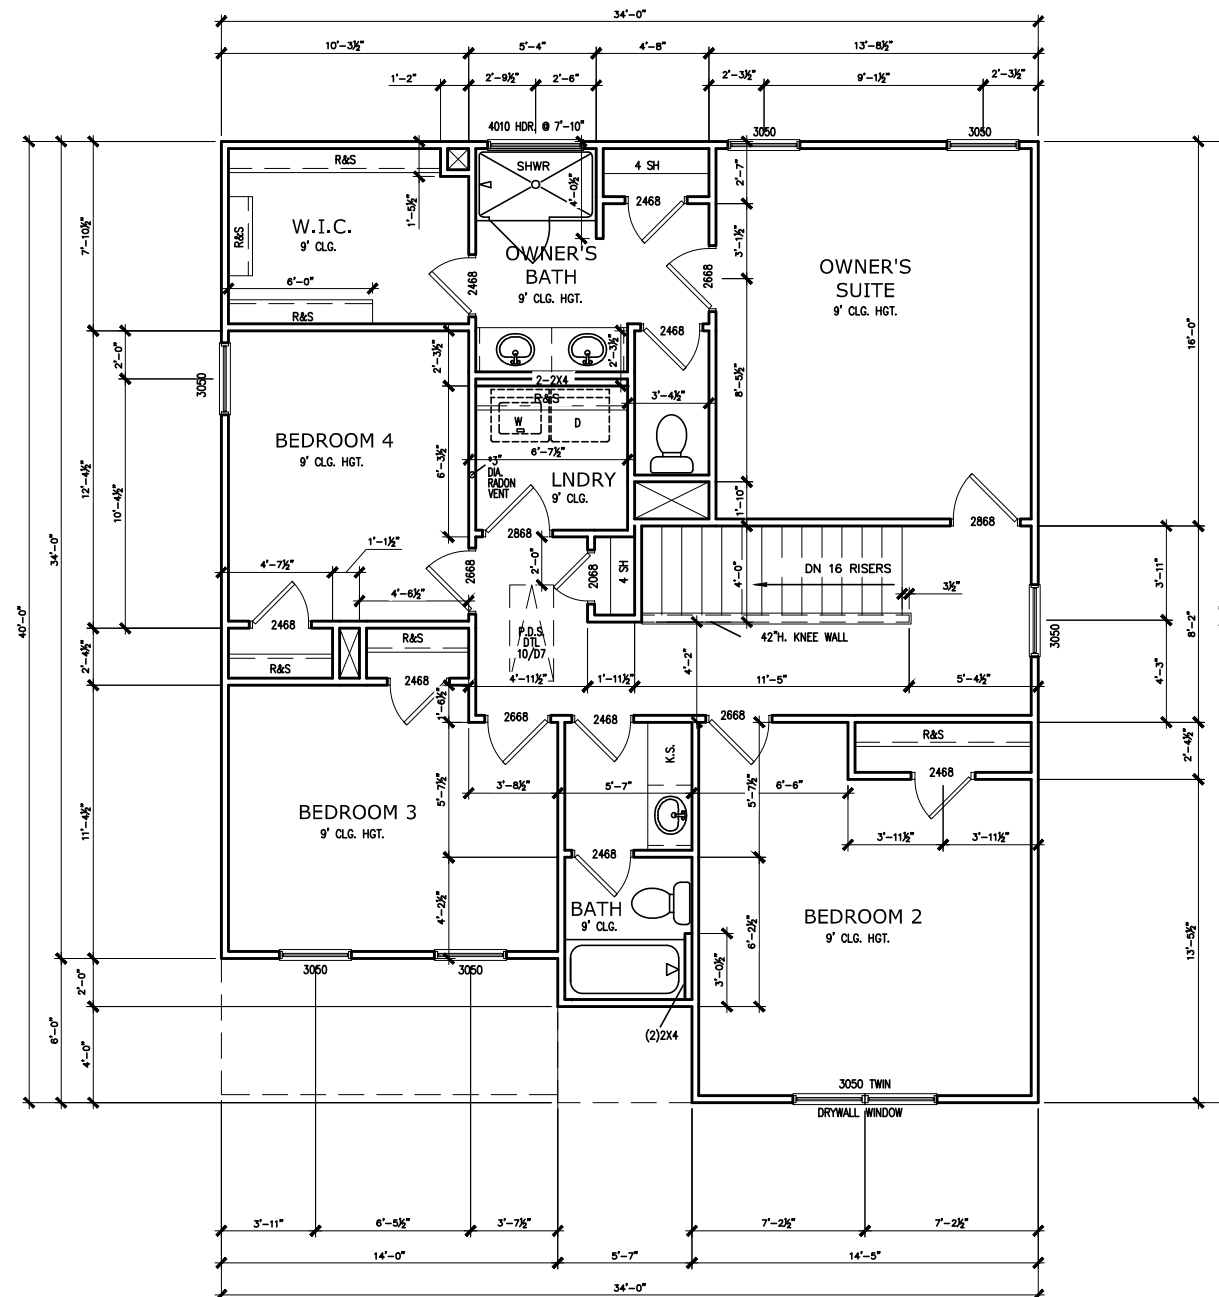 34'-0"
10'-3½" 5'-4" 4'-8" 13'-8½"
1'-2" 2'-9½" 2'-6" 2'-3½" 9'-1½" 2'-3½"
4010 HDR. @ 7'-10" 3050 3050
R&S SHWR 4 SH
2'-7"
4'-0½"
1'-5½"
2468
W.I.C.
9' CLG.
R&S
7'-10½"
OWNER'S
BATH
9' CLG. HGT.
3'-1½"
OWNER'S
SUITE
9' CLG. HGT.
2468
2668
6'-0"
R&S
16'-0"
2468
2'-0"
2'-3½"
2'-3½"
3050
2-2X4
R&S
8'-5½"
3'-4½"
W D
BEDROOM 4
9' CLG. HGT.
6'-3½"
6'-7½"
*3"
DIA.
RADON
VENT
LNDRY
9' CLG.
12'-4½"
10'-4½"
1'-10"
2868
2868
34'-0"
1'-1½"
2'-0"
4'-7½"
4'-6½"
2668
2068
4 SH
4'-0"
DN 16 RISERS
3½"
3'-11"
8'-2"
40'-0"
2468
R&S
R&S
P.D.S.
DTL
10/D7
42"H. KNEE WALL
3050
2'-4½"
2468
4'-2"
4'-3"
4'-11½" 1'-11½" 11'-5" 5'-4½"
1'-6½"
2668 2468 2668
R&S
2'-4½"
K.S.
2468
3'-8½" 5'-7" 6'-6"
5'-7½"
5'-7½"
BEDROOM 3
9' CLG. HGT.
11'-4½"
3'-11½" 3'-11½"
2468
BATH
9' CLG.
4'-2½"
6'-2½"
BEDROOM 2
9' CLG. HGT.
13'-5½"
3050 3050
3'-0½"
2'-0"
6'-0"
4'-0"
(2)2X4
3050 TWIN
DRYWALL WINDOW
3'-11" 6'-5½" 3'-7½" 7'-2½" 7'-2½"
14'-0" 5'-7" 14'-5"
34'-0"